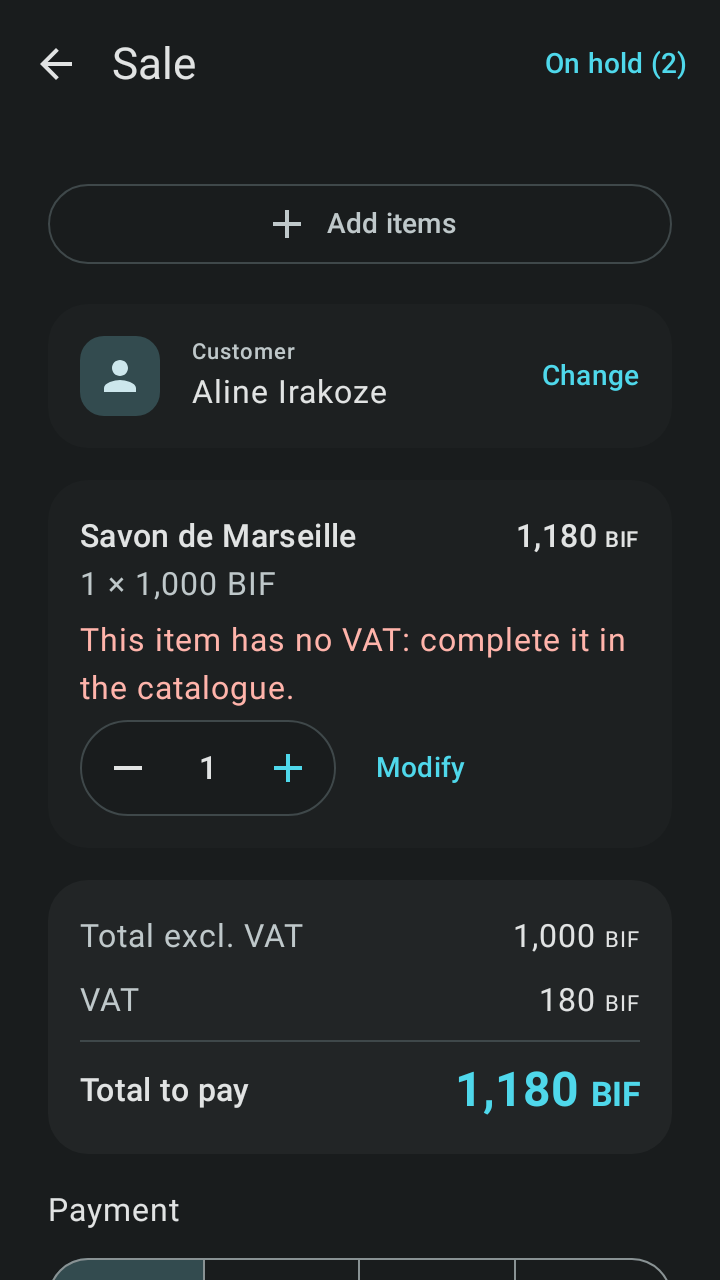 Sale
On hold (2)
Add items
Customer
Aline Irakoze
Change
Savon de Marseille 1,180 BIF
1 × 1,000 BIF
This item has no VAT: complete it in
the catalogue.
1
Modify
Total excl. VAT 1,000 BIF
VAT 180 BIF
Total to pay 1,180 BIF
Payment